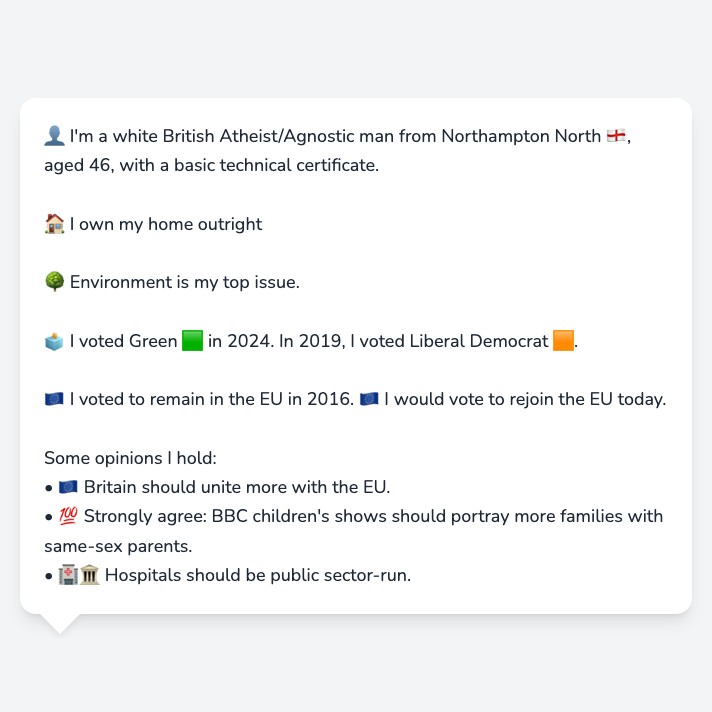 👤 I'm a white British Atheist/Agnostic man from Northampton North 🏴󠁧󠁢󠁥󠁮󠁧󠁿,
aged 46, with a basic technical certificate.
🏠 I own my home outright
🌳 Environment is my top issue.
🗳️ I voted Green 🟩 in 2024. In 2019, I voted Liberal Democrat 🟧.
🇪🇺 I voted to remain in the EU in 2016. 🇪🇺 I would vote to rejoin the EU today.
Some opinions I hold:
• 🇪🇺 Britain should unite more with the EU.
• 💯 Strongly agree: BBC children's shows should portray more families with
same-sex parents.
• 🏥🏛️ Hospitals should be public sector-run.